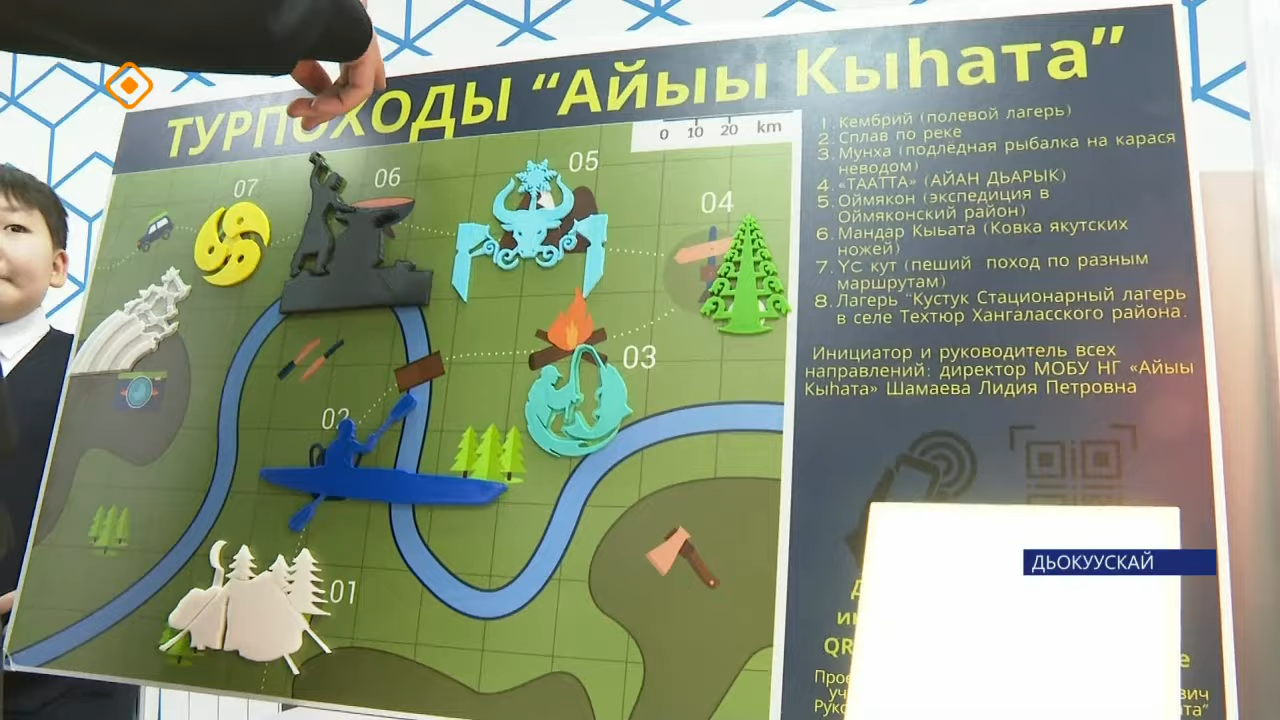 ТУРПОХОДЫ “Айыы Кыһата”
0 10 20 km
07
06
05
04
03
02
01
1. Кембрий (полевой лагерь)
2. Сплав по реке
3. Мунха (подлёдная рыбалка на карася
неводом)
4. «ТААТТА» (АЙАН ДЬАРЫК)
5. Оймякон (экспедиция в
Оймяконский район)
6. Мандар Кыьата (Ковка якутских
ножей)
7. Үс кут (пеший поход по разным
маршрутам)
8. Лагерь "Кустук Стационарный лагерь
в селе Техтюр Хангаласского района.
Инициатор и руководитель всех
направлений: директор МОБУ НГ «Айыы
Кыһата» Шамаева Лидия Петровна
ДЬОКУУСКАЙ
QR